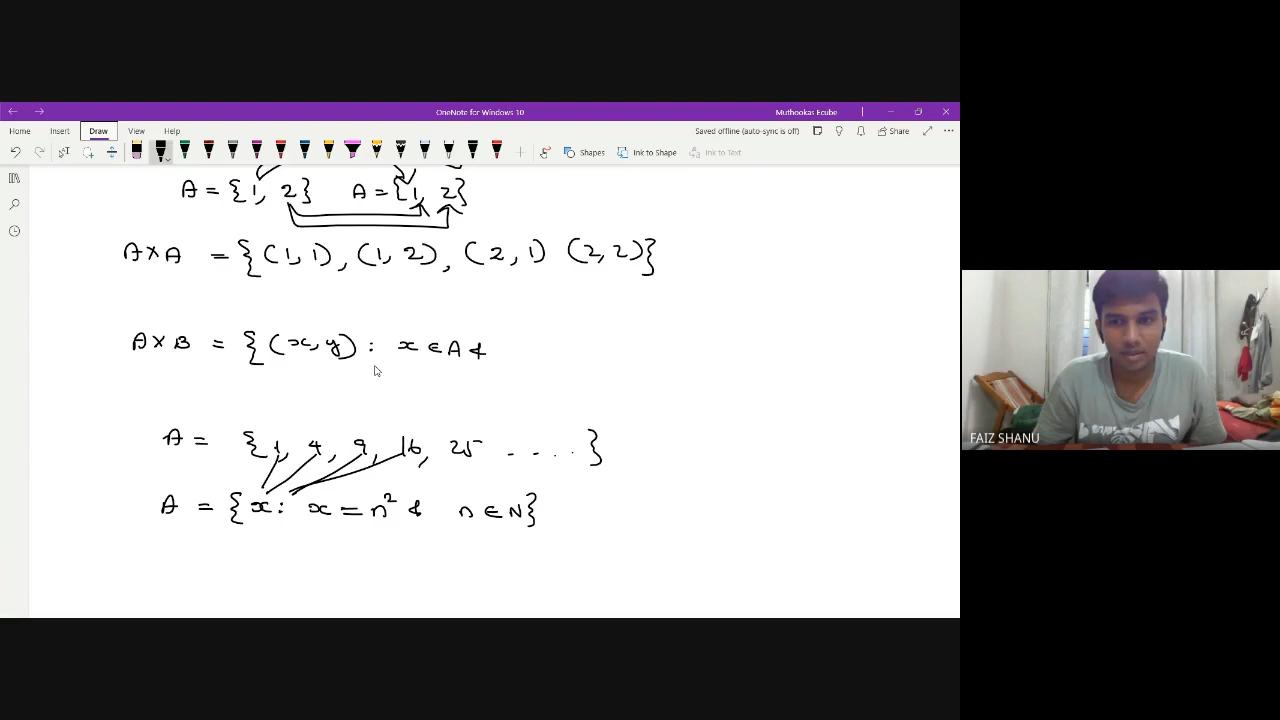 OneNote for Windows 10
Muthookas Ecube
Home Insert Draw View Help
Saved offline (auto-sync is off)
Share
Shapes Ink to Shape Ink to Text
A = {1, 2} A = {1, 2}
A×A = {(1,1), (1,2), (2,1) (2,2)}
A×B = {(x,y) : x∈A &
A = {1, 4, 9, 16, 25 .....}
A = {x : x = n² & n∈N}
FAIZ SHANU